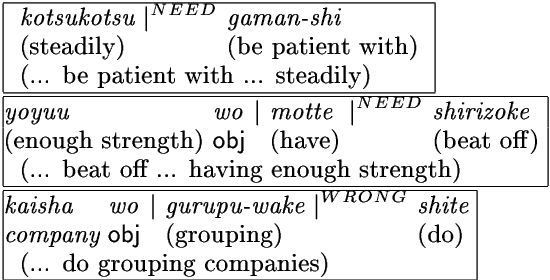 kotsukotsu |NEED gaman-shi
(steadily) (be patient with)
(... be patient with ... steadily)
yoyuu wo | motte |NEED shirizoke
(enough strength) obj (have) (beat off)
(... beat off ... having enough strength)
kaisha wo | gurupu-wake |WRONG shite
company obj (grouping) (do)
(... do grouping companies)